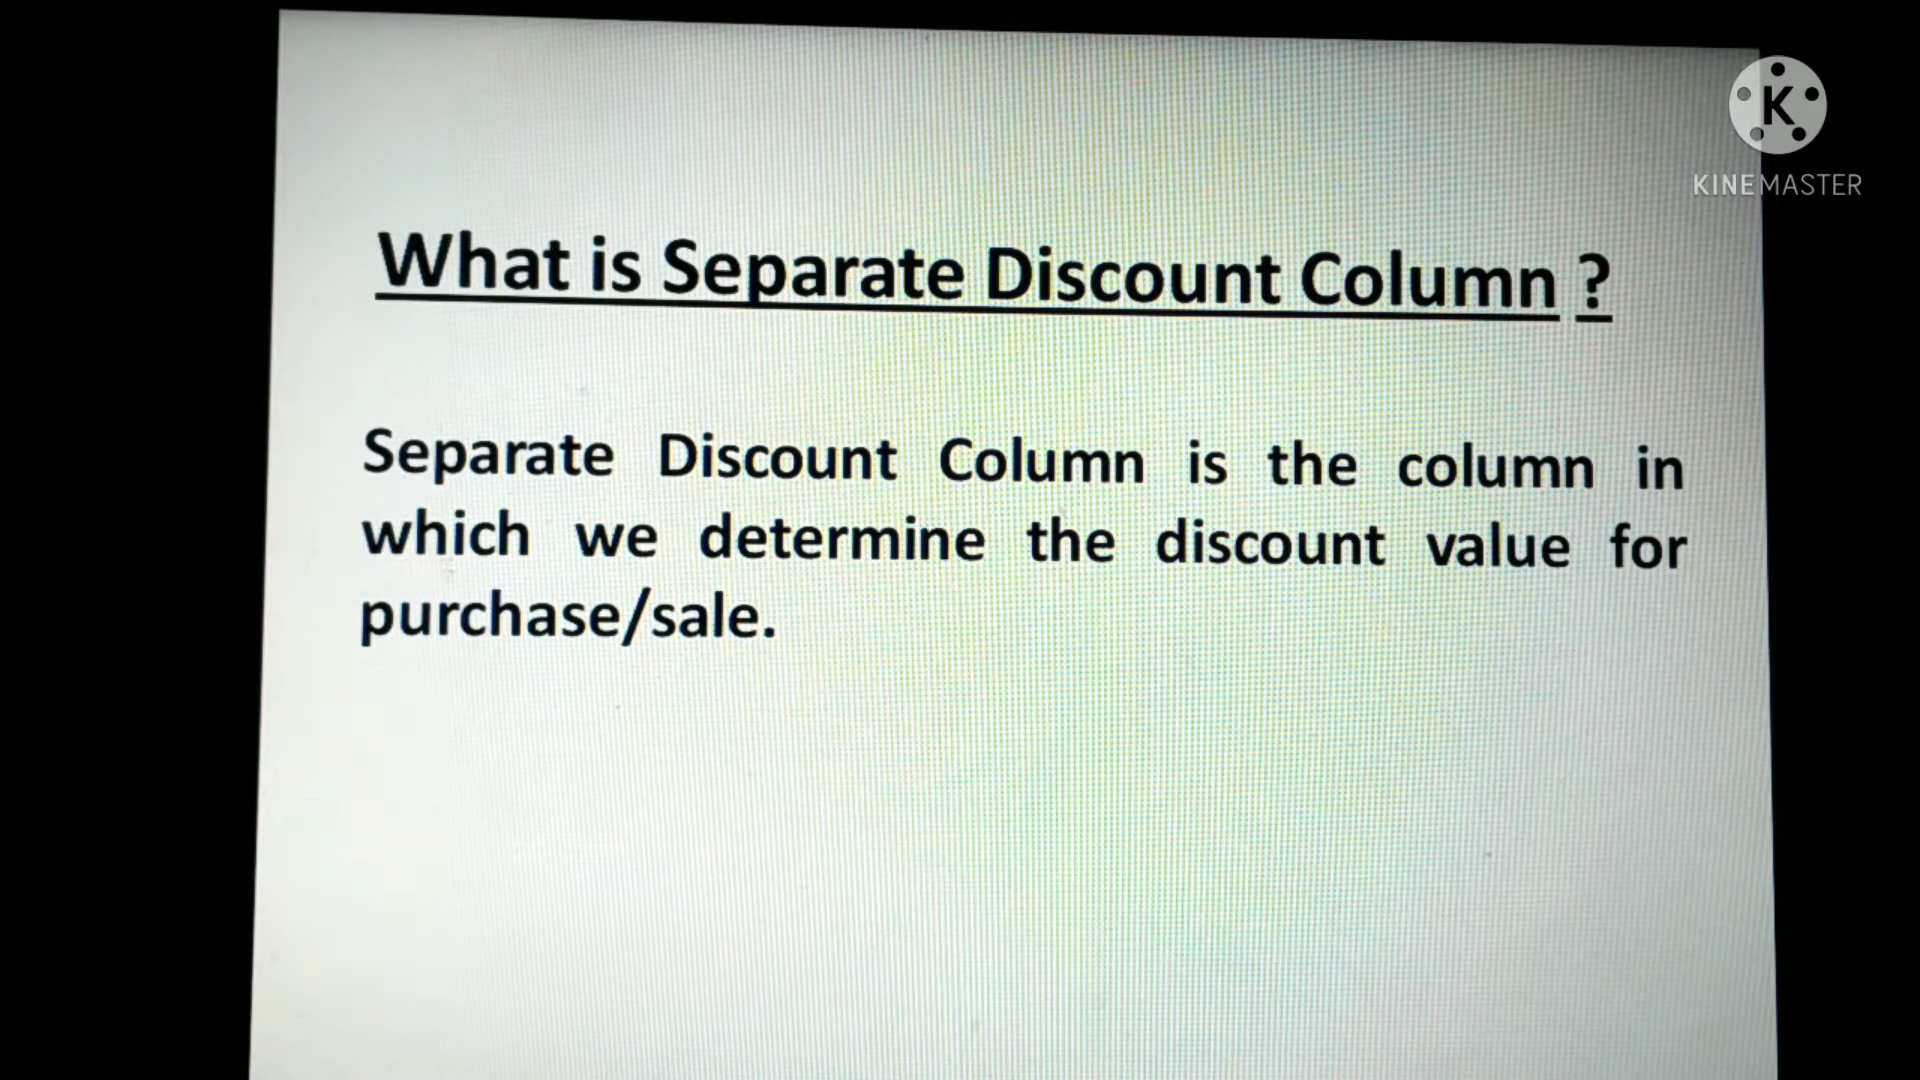 K
KINEMASTER
What is Separate Discount Column ?
Separate Discount Column is the column in
which we determine the discount value for
purchase/sale.